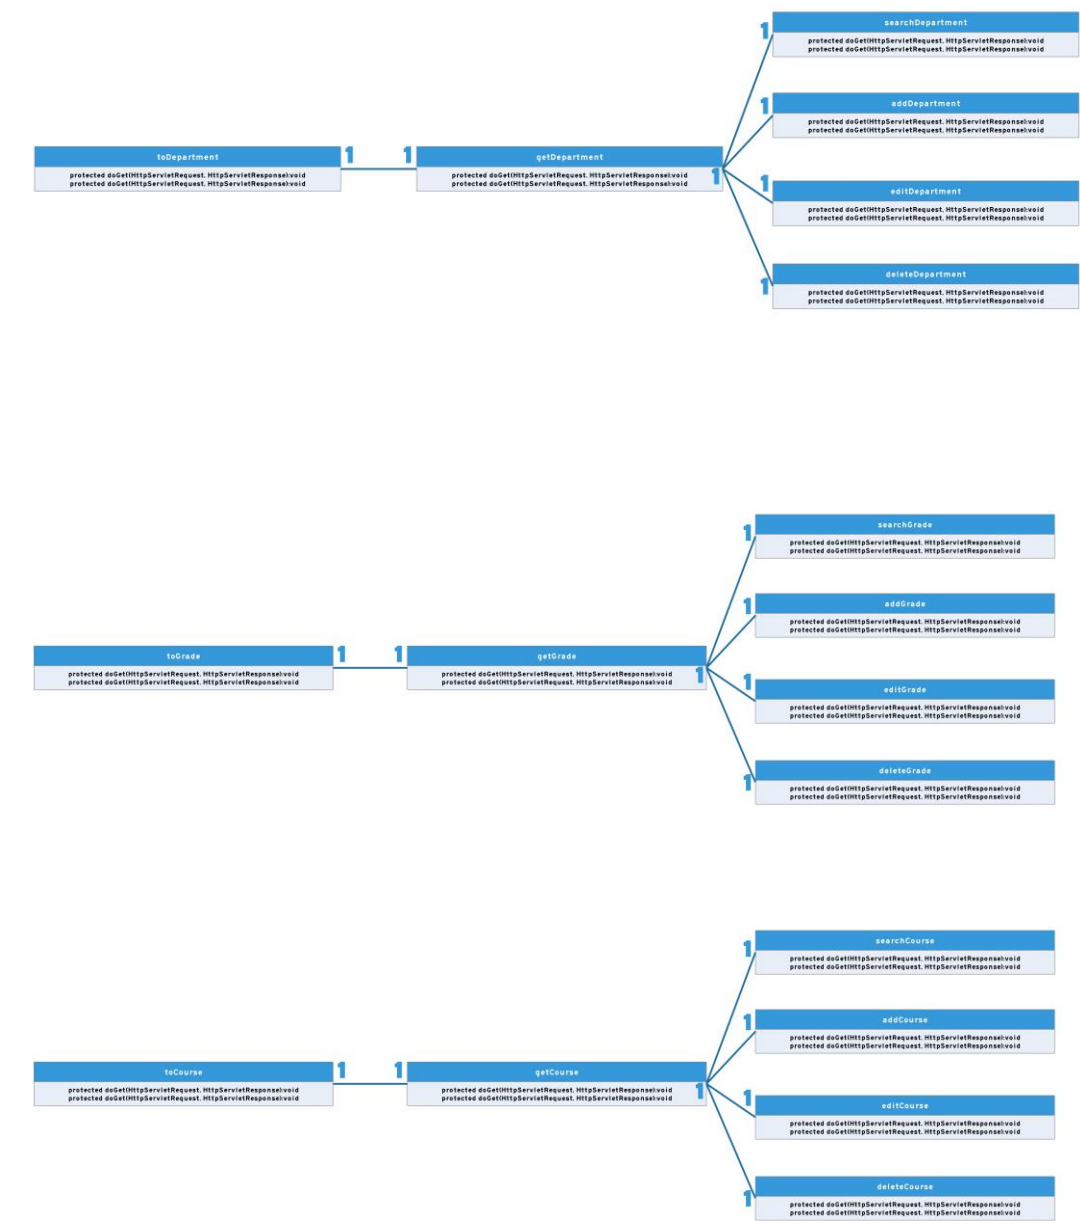 toDepartment
protected doGet(HttpServletRequest, HttpServletResponse):void
protected doGet(HttpServletRequest, HttpServletResponse):void
1
1
getDepartment
protected doGet(HttpServletRequest, HttpServletResponse):void
protected doGet(HttpServletRequest, HttpServletResponse):void
1
1
searchDepartment
protected doGet(HttpServletRequest, HttpServletResponse):void
protected doGet(HttpServletRequest, HttpServletResponse):void
1
addDepartment
protected doGet(HttpServletRequest, HttpServletResponse):void
protected doGet(HttpServletRequest, HttpServletResponse):void
1
editDepartment
protected doGet(HttpServletRequest, HttpServletResponse):void
protected doGet(HttpServletRequest, HttpServletResponse):void
1
deleteDepartment
protected doGet(HttpServletRequest, HttpServletResponse):void
protected doGet(HttpServletRequest, HttpServletResponse):void
toGrade
protected doGet(HttpServletRequest, HttpServletResponse):void
protected doGet(HttpServletRequest, HttpServletResponse):void
1
1
getGrade
protected doGet(HttpServletRequest, HttpServletResponse):void
protected doGet(HttpServletRequest, HttpServletResponse):void
1
1
searchGrade
protected doGet(HttpServletRequest, HttpServletResponse):void
protected doGet(HttpServletRequest, HttpServletResponse):void
1
addGrade
protected doGet(HttpServletRequest, HttpServletResponse):void
protected doGet(HttpServletRequest, HttpServletResponse):void
1
editGrade
protected doGet(HttpServletRequest, HttpServletResponse):void
protected doGet(HttpServletRequest, HttpServletResponse):void
1
deleteGrade
protected doGet(HttpServletRequest, HttpServletResponse):void
protected doGet(HttpServletRequest, HttpServletResponse):void
toCourse
protected doGet(HttpServletRequest, HttpServletResponse):void
protected doGet(HttpServletRequest, HttpServletResponse):void
1
1
getCourse
protected doGet(HttpServletRequest, HttpServletResponse):void
protected doGet(HttpServletRequest, HttpServletResponse):void
1
1
searchCourse
protected doGet(HttpServletRequest, HttpServletResponse):void
protected doGet(HttpServletRequest, HttpServletResponse):void
1
addCourse
protected doGet(HttpServletRequest, HttpServletResponse):void
protected doGet(HttpServletRequest, HttpServletResponse):void
1
editCourse
protected doGet(HttpServletRequest, HttpServletResponse):void
protected doGet(HttpServletRequest, HttpServletResponse):void
1
deleteCourse
protected doGet(HttpServletRequest, HttpServletResponse):void
protected doGet(HttpServletRequest, HttpServletResponse):void